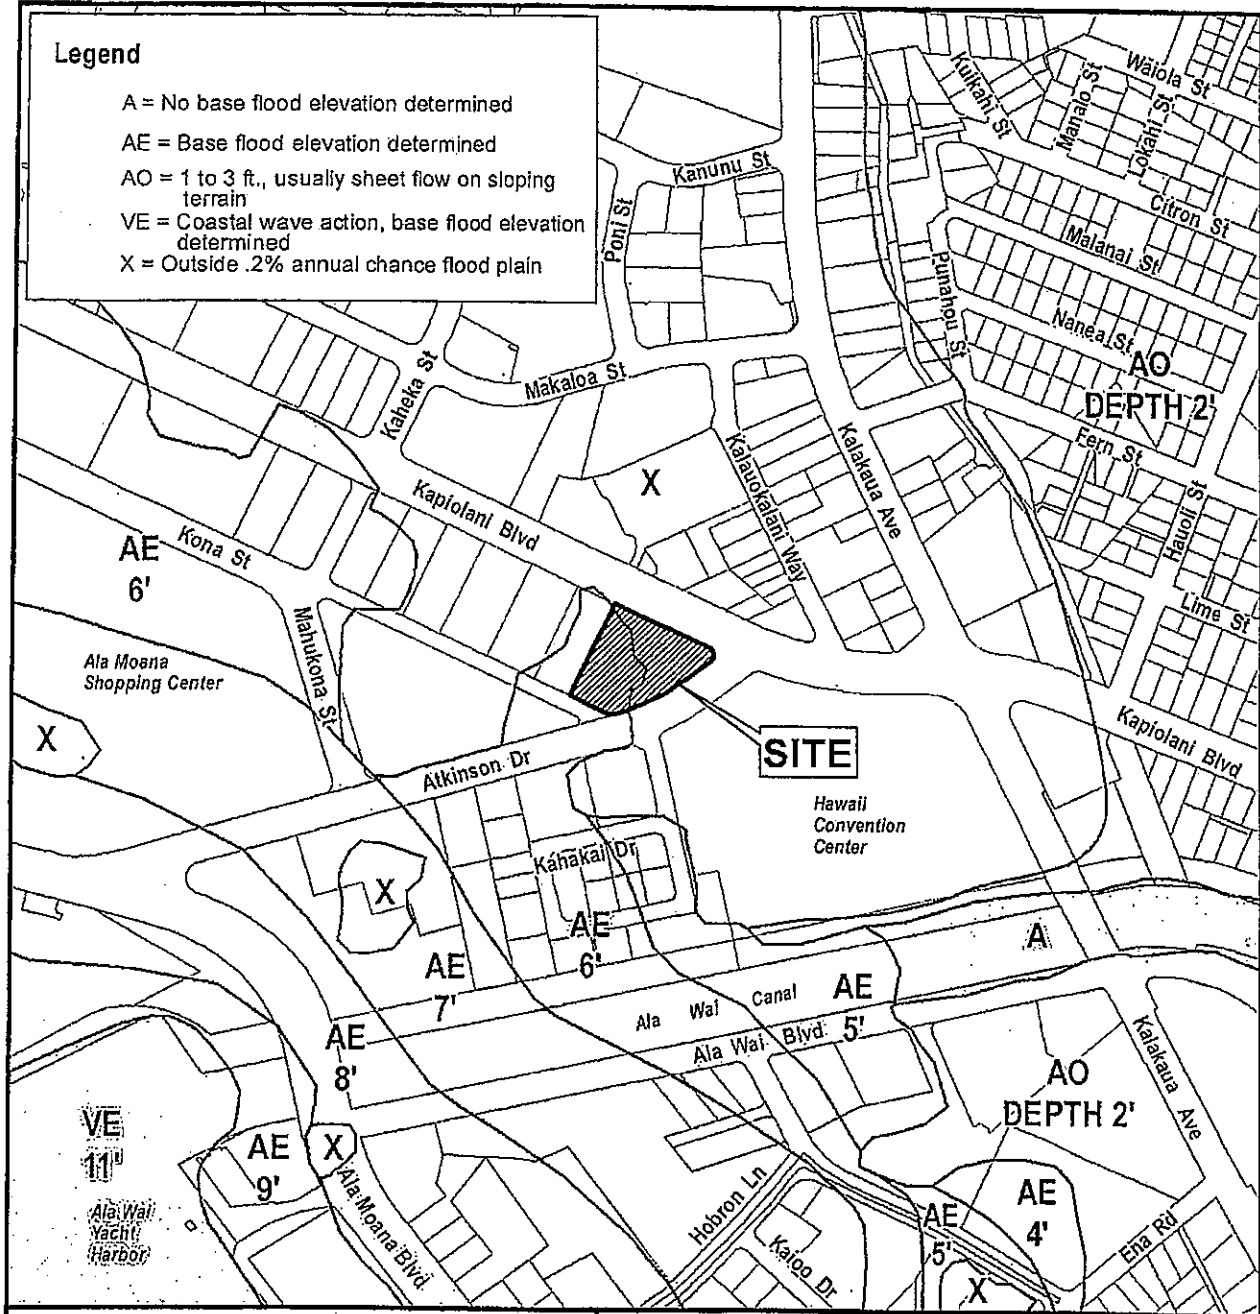 Legend
A = No base flood elevation determined
AE = Base flood elevation determined
AO = 1 to 3 ft., usually sheet flow on sloping
terrain
VE = Coastal wave action, base flood elevation
determined
X = Outside .2% annual chance flood plain
Waiola St
Kuikahi St
Manalo St
Lokahi St
Kanunu St
Citron St
Poni St
Malanai St
Punahou St
Nanea St
AO
DEPTH 2'
Kaheka St
Makaloa St
Fern St
Kalauokalani Way
Kalakaua Ave
X
Kapiolani Blvd
Hauoli St
Kona St
AE
6'
Lime St
Mahukona St
Ala Moana
Shopping Center
X
SITE
Kapiolani Blvd
Atkinson Dr
Hawaii
Convention
Center
Kahakai Dr
X
AE
6'
A
AE
7'
Ala Wai Canal
AE
5'
Ala Wai Blvd
AE
8'
Kalakaua Ave
AO
DEPTH 2'
VE
11'
AE
9'
X
Ala Wai
Yacht
Harbor
Ala Moana Blvd
Hobron Ln
Kaioo Dr
AE
5'
AE
4'
Ena Rd
X